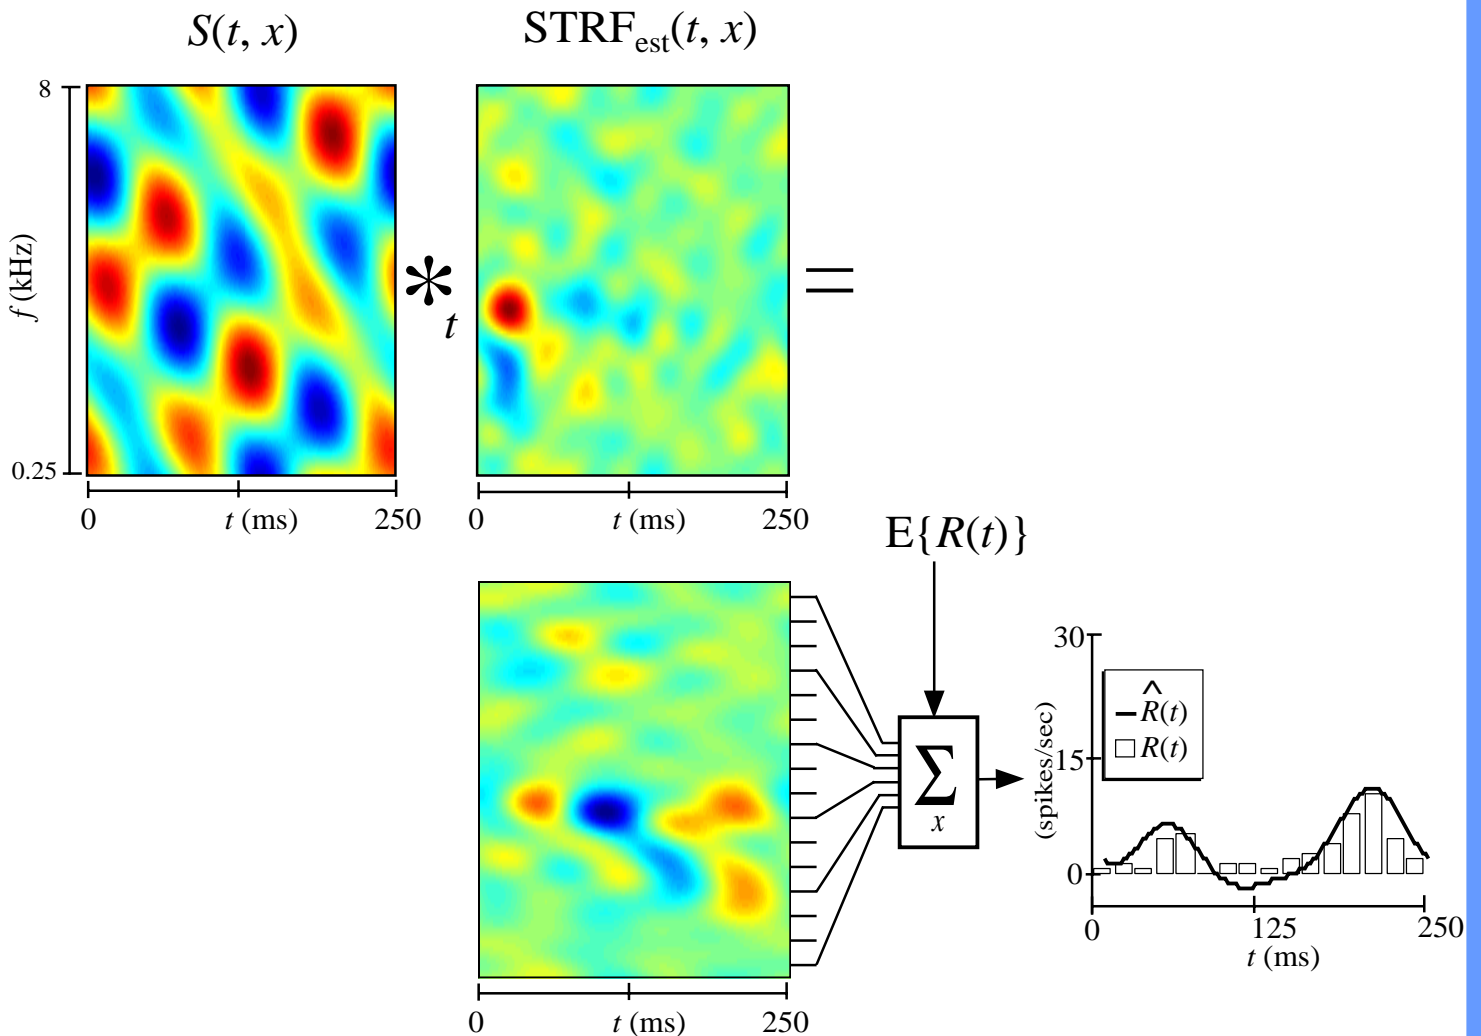 S(t, x)
STRFest(t, x)
8
f (kHz)
0.25
0
t (ms)
250
*t
0
t (ms)
250
=
E{R(t)}
∑
x
0
t (ms)
250
30
15
0
(spikes/sec)
R̂(t)
R(t)
0
125
250
t (ms)